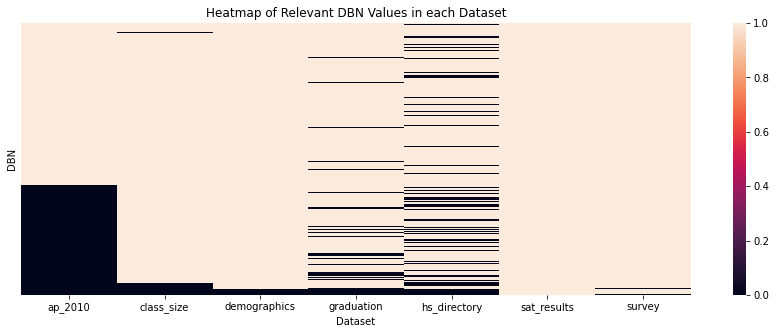 Heatmap of Relevant DBN Values in each Dataset
DBN
ap_2010 class_size demographics graduation hs_directory sat_results survey
Dataset
1.0
0.8
0.6
0.4
0.2
0.0